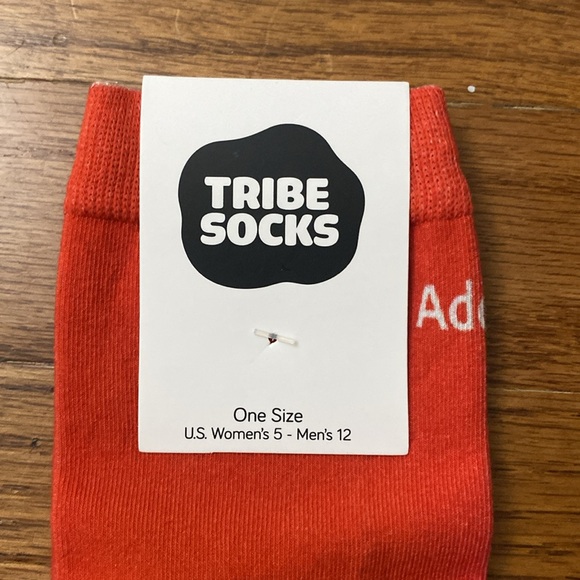 TRIBE
SOCKS
One Size
U.S. Women's 5 - Men's 12